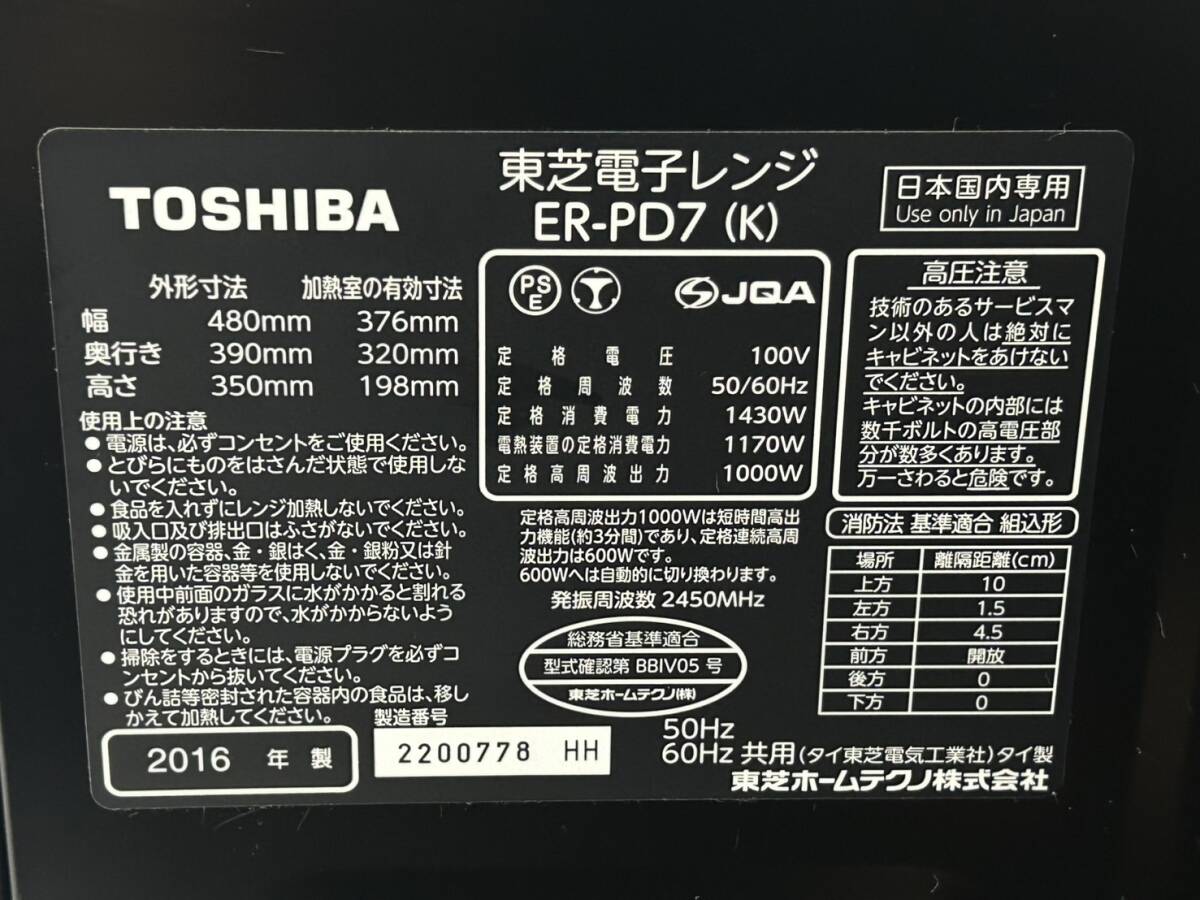 TOSHIBA
東芝電子レンジ
ER-PD7 (K)
日本国内専用
Use only in Japan
外形寸法 加熱室の有効寸法
幅 480mm 376mm
奥行き 390mm 320mm
高さ 350mm 198mm
使用上の注意
●電源は、必ずコンセントをご使用ください。
●とびらにものをはさんだ状態で使用しな
いでください。
●食品を入れずにレンジ加熱しないでください。
●吸入口及び排出口はふさがないでください。
●金属製の容器、金・銀はく、金・銀粉又は針
金を用いた容器等を使用しないでください。
●使用中前面のガラスに水がかかると割れる
恐れがありますので、水がかからないよう
にしてください。
●掃除をするときには、電源プラグを必ずコ
ンセントから抜いてください。
●びん詰等密封された容器内の食品は、移し
かえて加熱してください。
2016 年 製
製造番号
2200778 HH
PS
E
JQA
定格電圧 100V
定格周波数 50/60Hz
定格消費電力 1430W
電熱装置の定格消費電力 1170W
定格高周波出力 1000W
定格高周波出力1000Wは短時間高出
力機能(約3分間)であり、定格連続高周
波出力は600Wです。
600Wへは自動的に切り換わります。
発振周波数 2450MHz
総務省基準適合
型式確認第 BBIV05 号
東芝ホームテクノ(株)
高圧注意
技術のあるサービスマ
ン以外の人は絶対に
キャビネットをあけない
でください。
キャビネットの内部には
数千ボルトの高電圧部
分が数多くあります。
万一さわると危険です。
消防法 基準適合 組込形
場所 離隔距離(cm)
上方 10
左方 1.5
右方 4.5
前方 開放
後方 0
下方 0
50Hz
60Hz 共用 (タイ東芝電気工業社) タイ製
東芝ホームテクノ株式会社